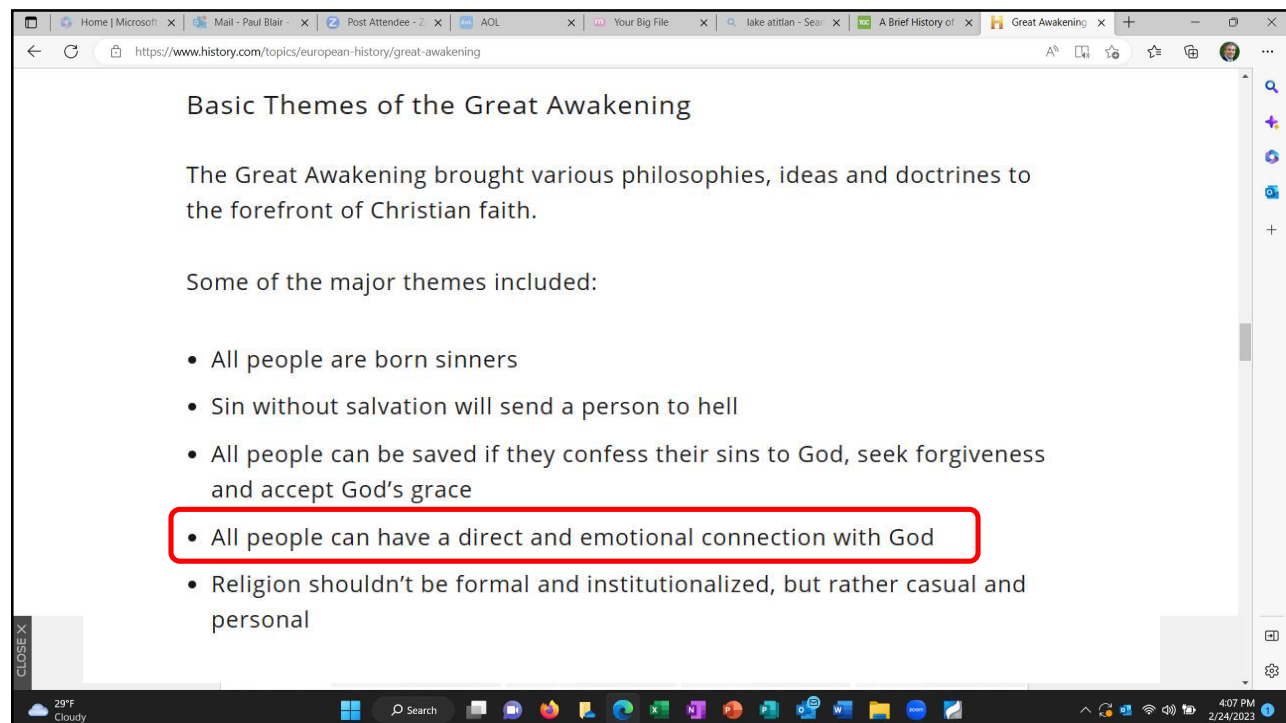 Home | Microsoft
Mail - Paul Blair -
Post Attendee - Z
AOL
Your Big File
lake atitlan - Sear
A Brief History of
Great Awakening
https://www.history.com/topics/european-history/great-awakening
Basic Themes of the Great Awakening
The Great Awakening brought various philosophies, ideas and doctrines to
the forefront of Christian faith.
Some of the major themes included:
• All people are born sinners
• Sin without salvation will send a person to hell
• All people can be saved if they confess their sins to God, seek forgiveness
and accept God's grace
• All people can have a direct and emotional connection with God
• Religion shouldn't be formal and institutionalized, but rather casual and
personal
CLOSE X
29°F
Cloudy
Search
4:07 PM
2/24/2023
1